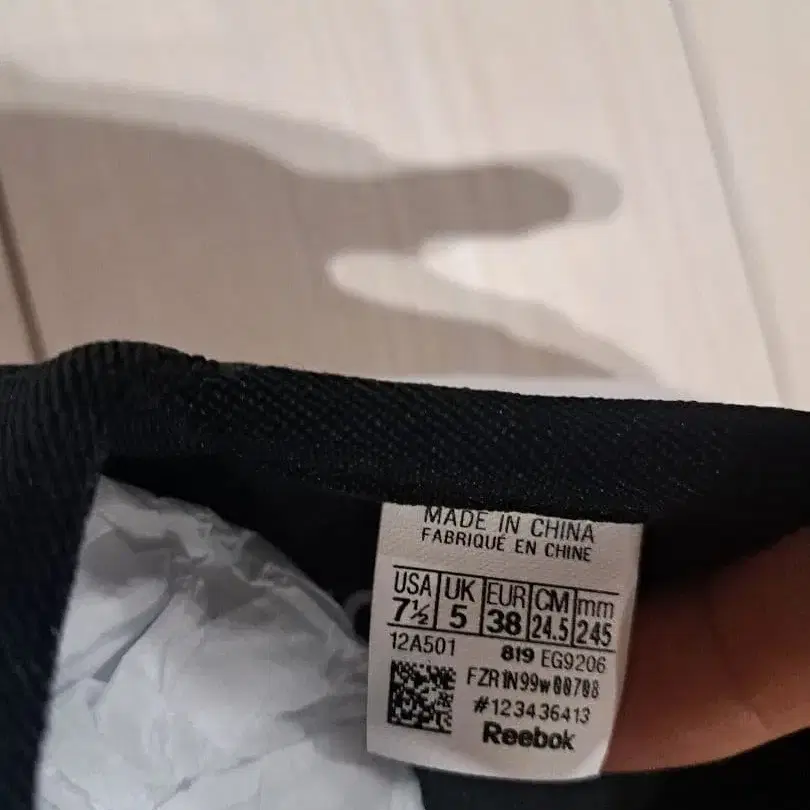 MADE IN CHINA
FABRIQUÉ EN CHINE
USA UK EUR CM mm
7½ 5 38 24.5 245
12A501 819 EG9206
FZR1N99w00708
#123436413
Reebok